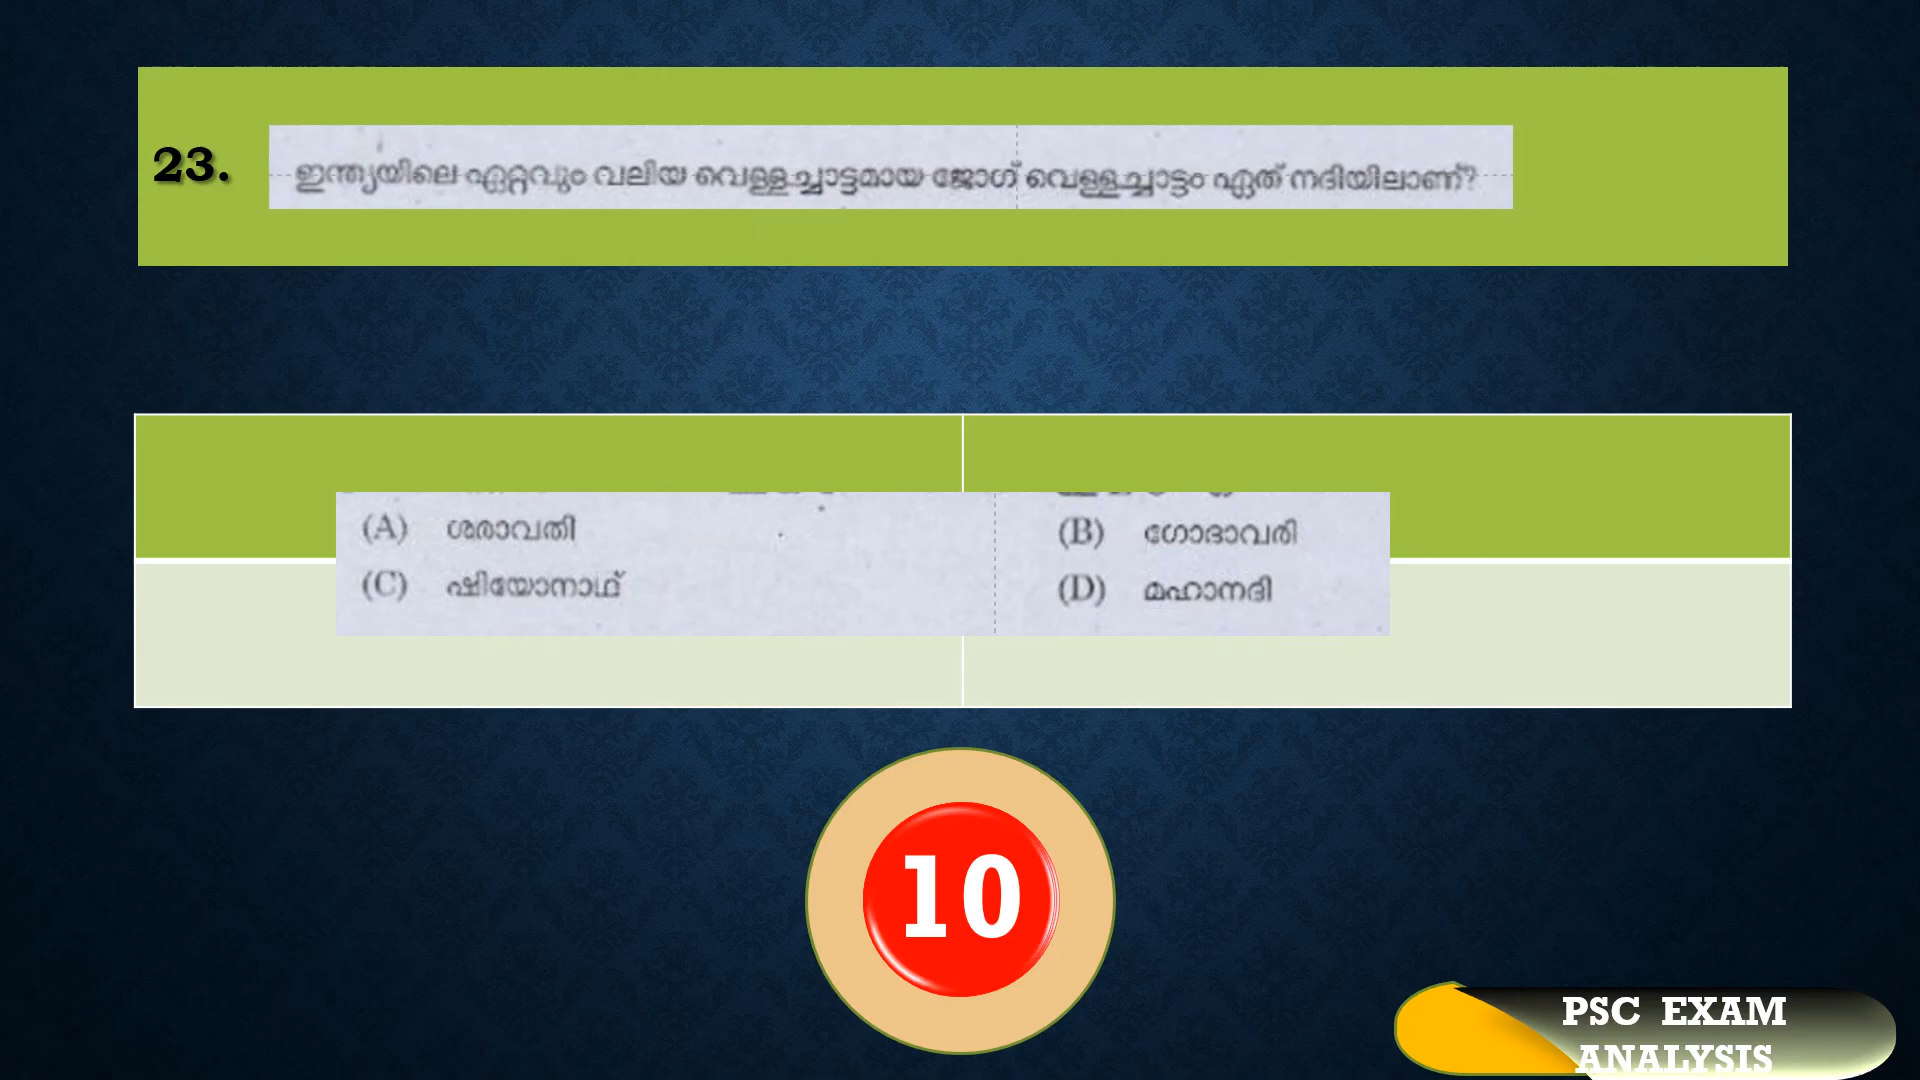 23. ഇന്ത്യയിലെ ഏറ്റവും വലിയ വെള്ളച്ചാട്ടമായ ജോഗ് വെള്ളച്ചാട്ടം ഏത് നദിയിലാണ്?
(A) ശരാവതി (B) ഗോദാവരി
(C) ഷിയോനാഥ് (D) മഹാനദി
10
PSC EXAM
ANALYSIS